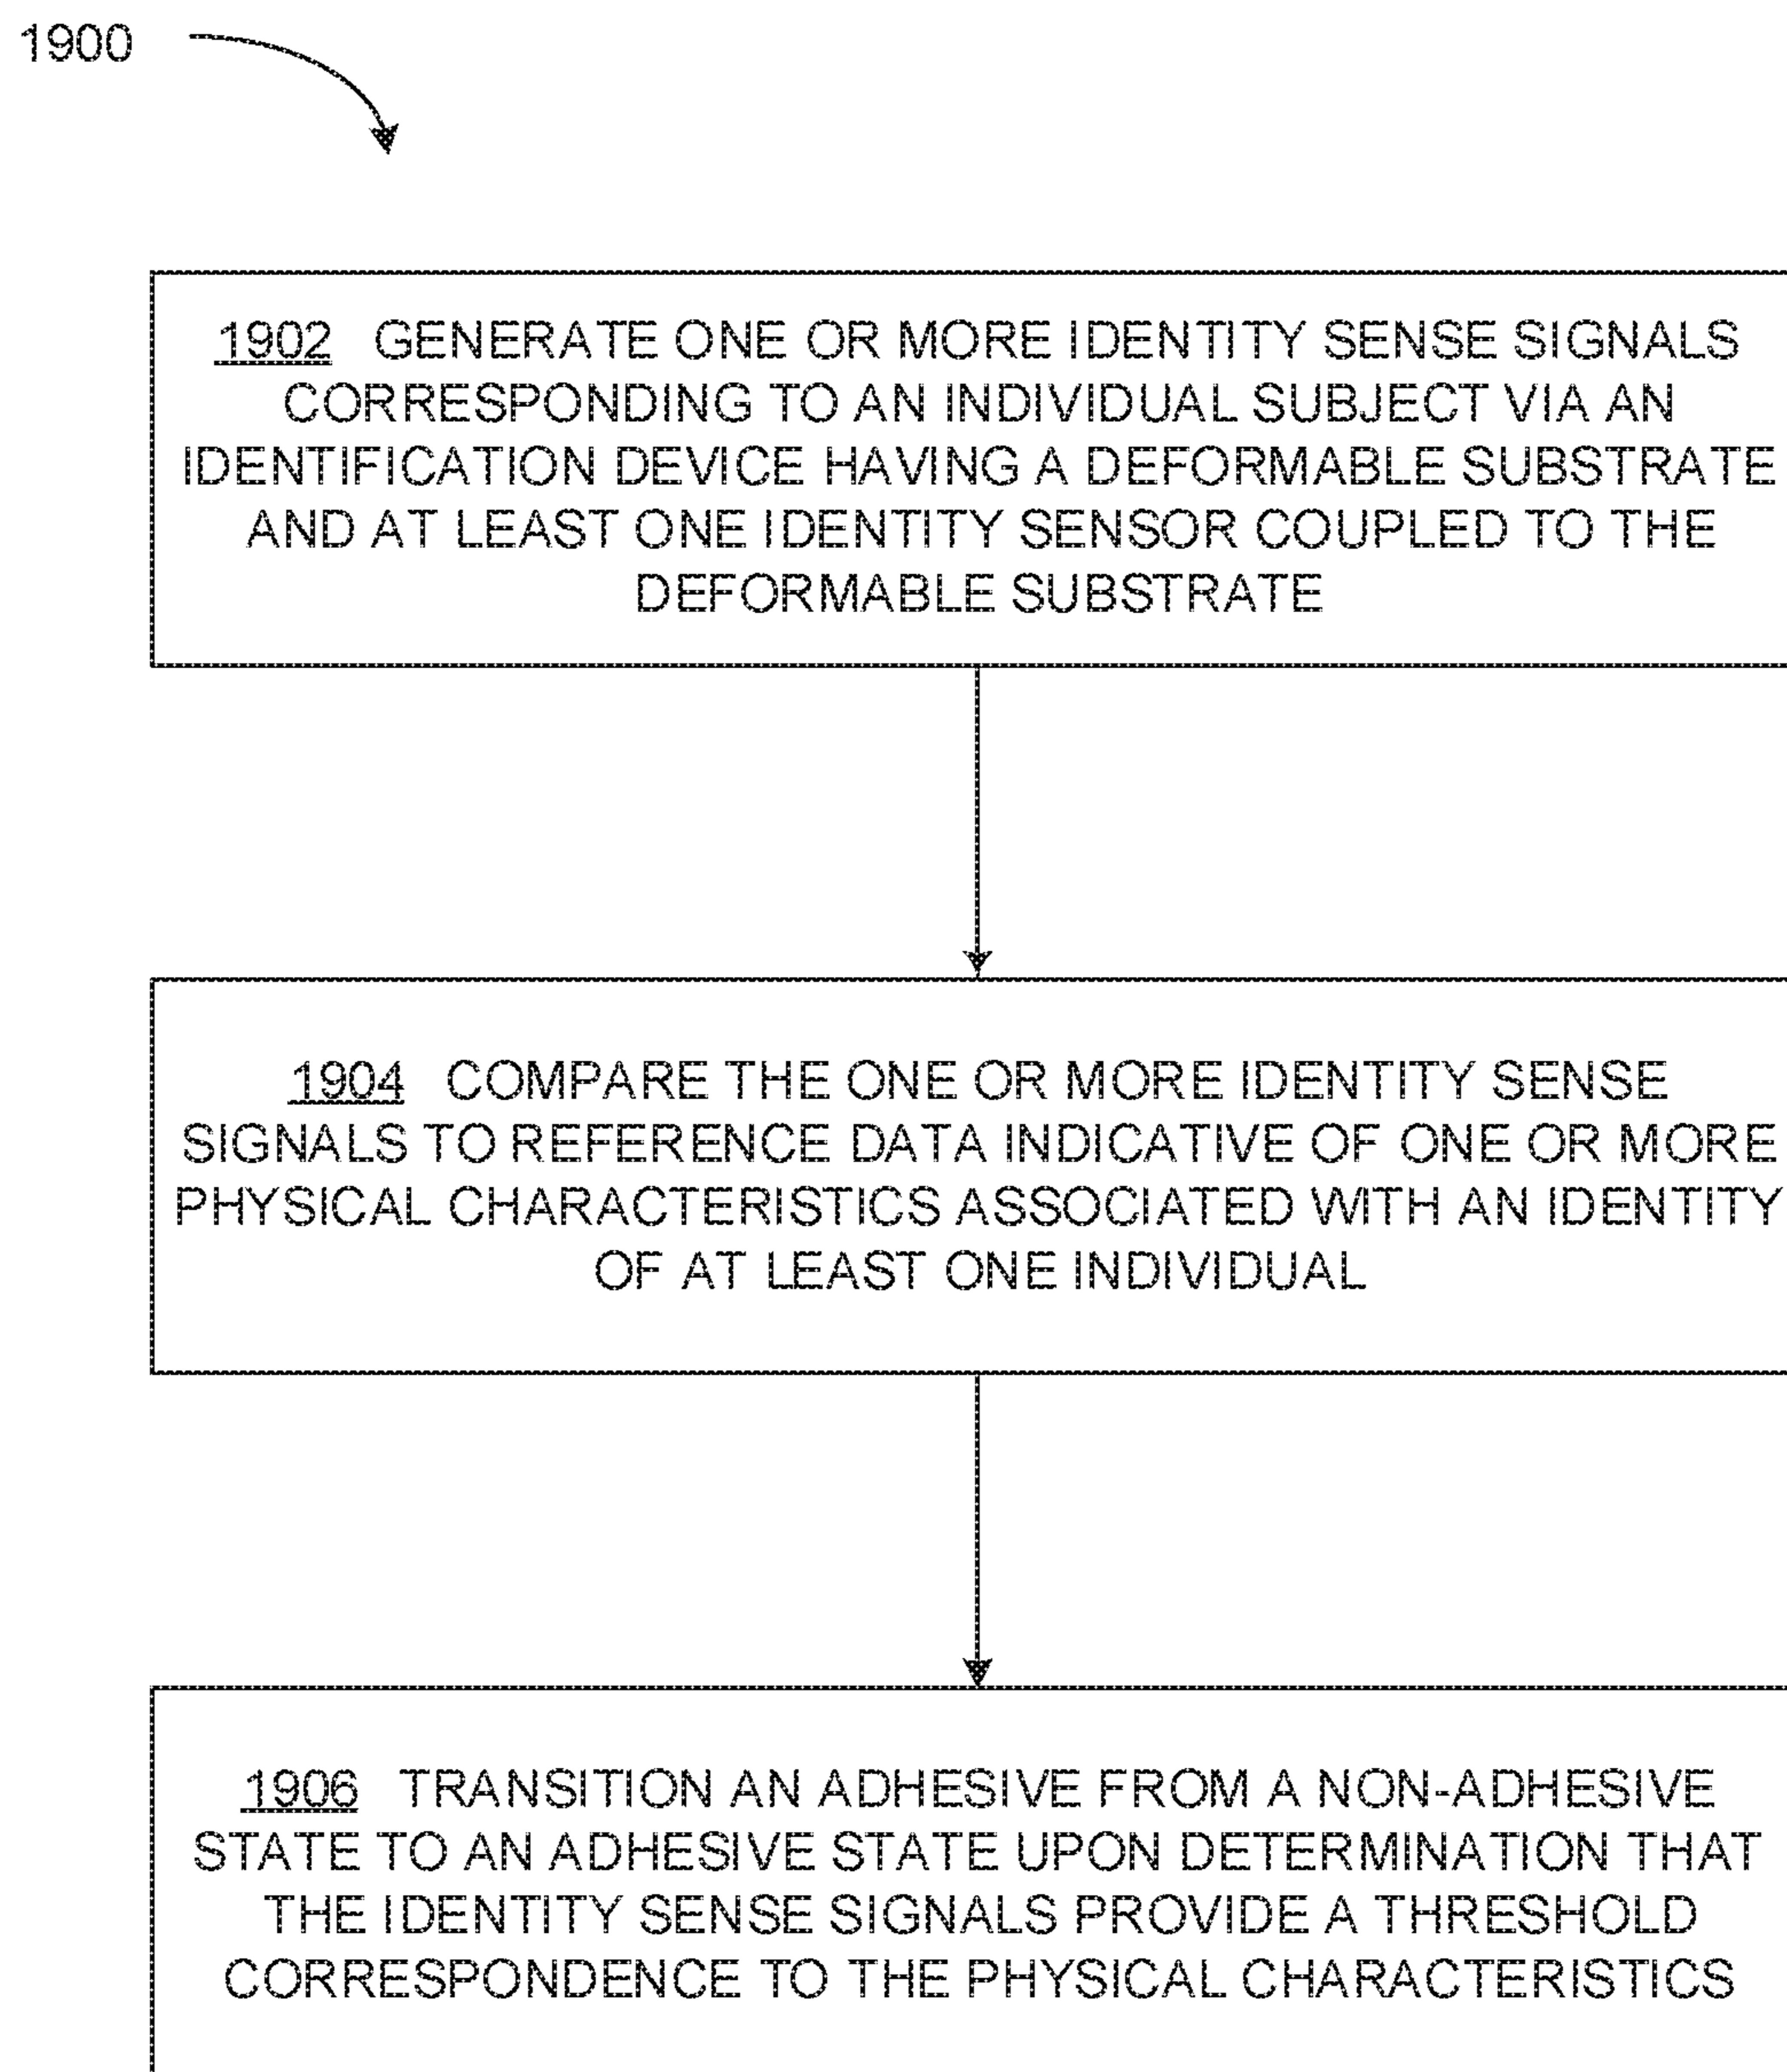 1900
1902 GENERATE ONE OR MORE IDENTITY SENSE SIGNALS
CORRESPONDING TO AN INDIVIDUAL SUBJECT VIA AN
IDENTIFICATION DEVICE HAVING A DEFORMABLE SUBSTRATE
AND AT LEAST ONE IDENTITY SENSOR COUPLED TO THE
DEFORMABLE SUBSTRATE
1904 COMPARE THE ONE OR MORE IDENTITY SENSE
SIGNALS TO REFERENCE DATA INDICATIVE OF ONE OR MORE
PHYSICAL CHARACTERISTICS ASSOCIATED WITH AN IDENTITY
OF AT LEAST ONE INDIVIDUAL
1906 TRANSITION AN ADHESIVE FROM A NON-ADHESIVE
STATE TO AN ADHESIVE STATE UPON DETERMINATION THAT
THE IDENTITY SENSE SIGNALS PROVIDE A THRESHOLD
CORRESPONDENCE TO THE PHYSICAL CHARACTERISTICS